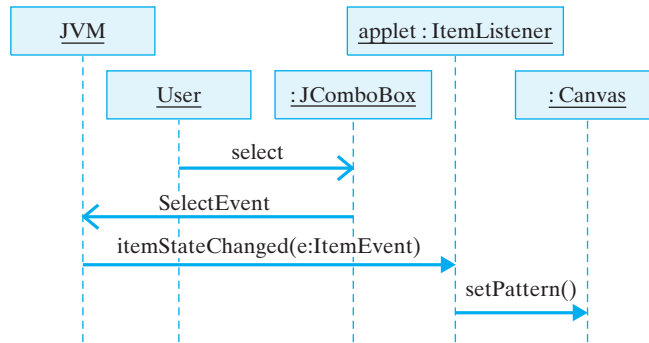 JVM
applet : ItemListener
User
: JComboBox
: Canvas
select
SelectEvent
itemStateChanged(e:ItemEvent)
setPattern()